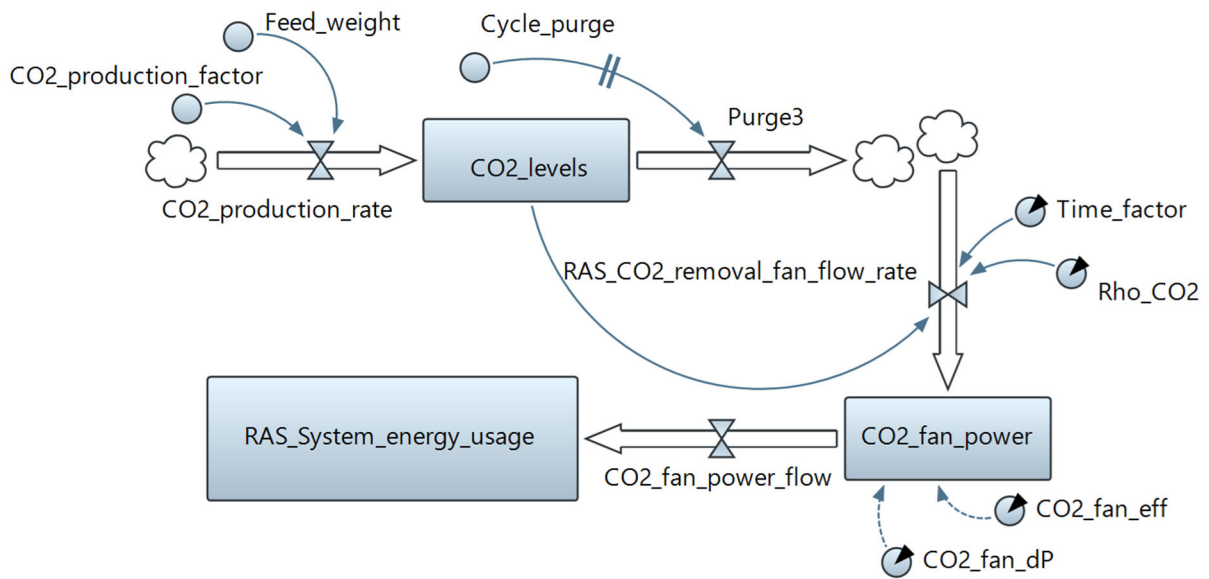 Feed_weight
Cycle_purge
CO2_production_factor
Purge3
CO2_levels
CO2_production_rate
Time_factor
RAS_CO2_removal_fan_flow_rate
Rho_CO2
RAS_System_energy_usage
CO2_fan_power
CO2_fan_power_flow
CO2_fan_eff
CO2_fan_dP